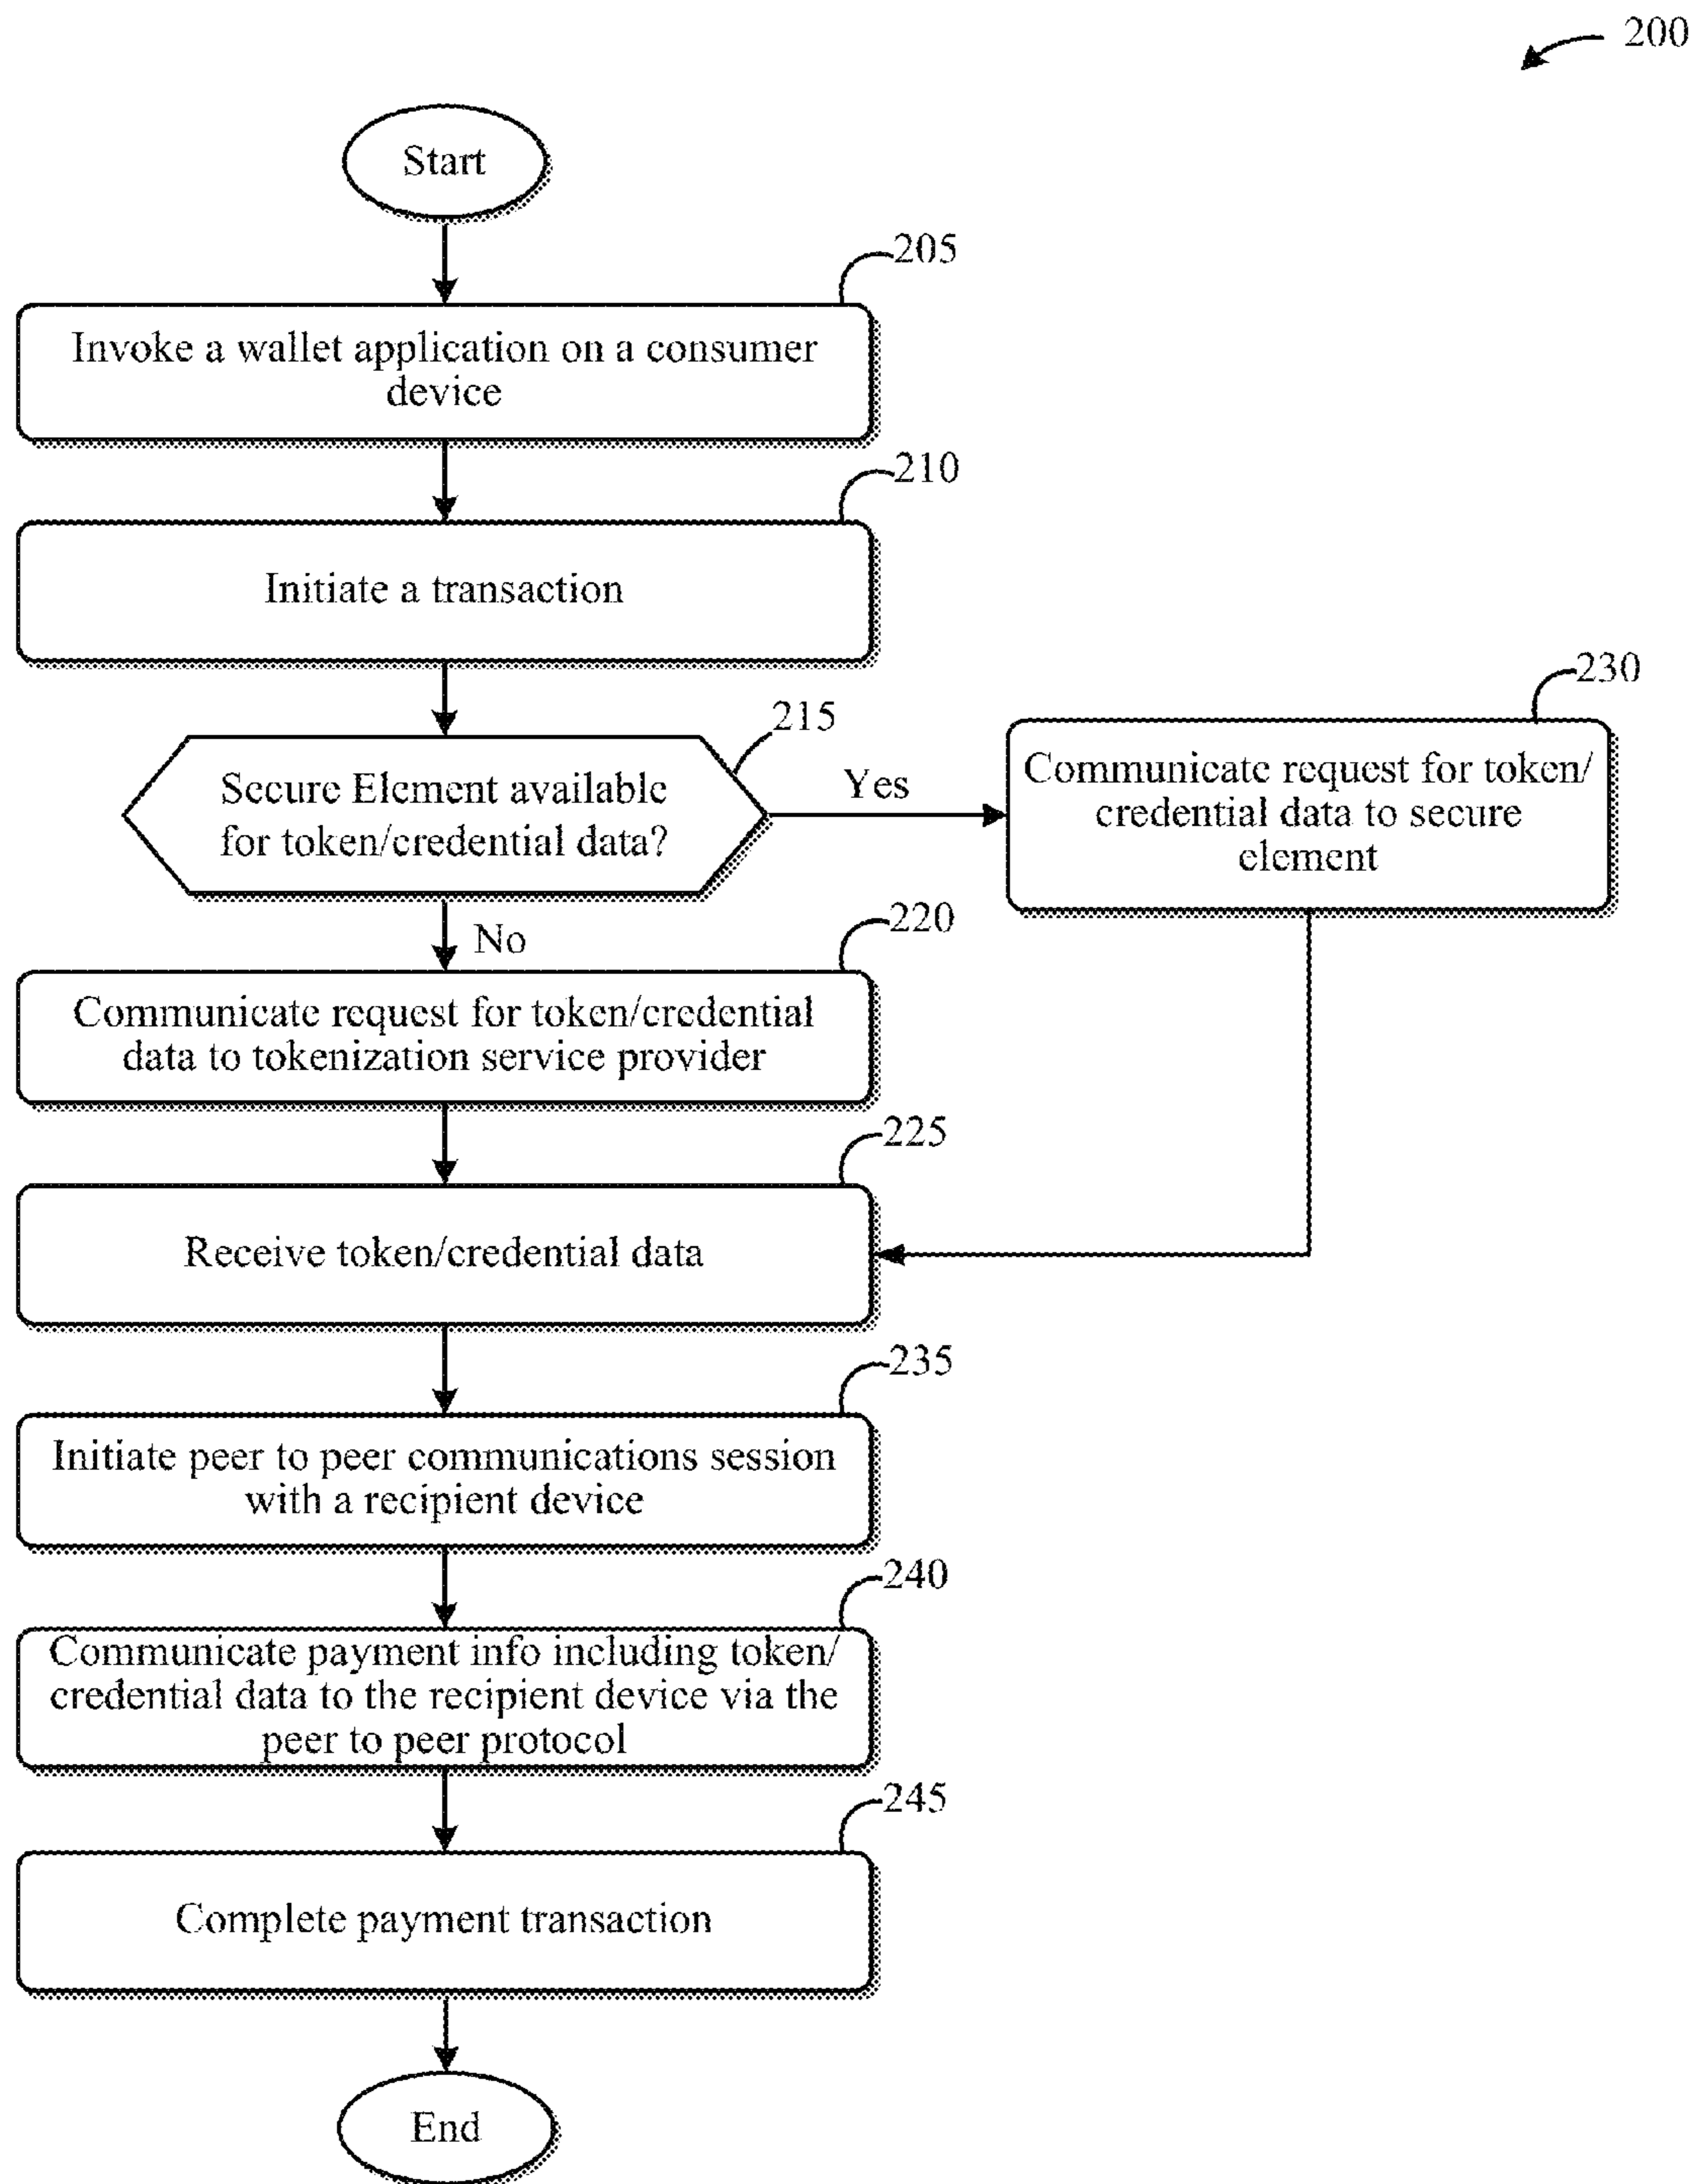 200
Start
205
Invoke a wallet application on a consumer
device
210
Initiate a transaction
215
Secure Element available
for token/credential data?
Yes
230
Communicate request for token/
credential data to secure
element
No
220
Communicate request for token/credential
data to tokenization service provider
225
Receive token/credential data
235
Initiate peer to peer communications session
with a recipient device
240
Communicate payment info including token/
credential data to the recipient device via the
peer to peer protocol
245
Complete payment transaction
End